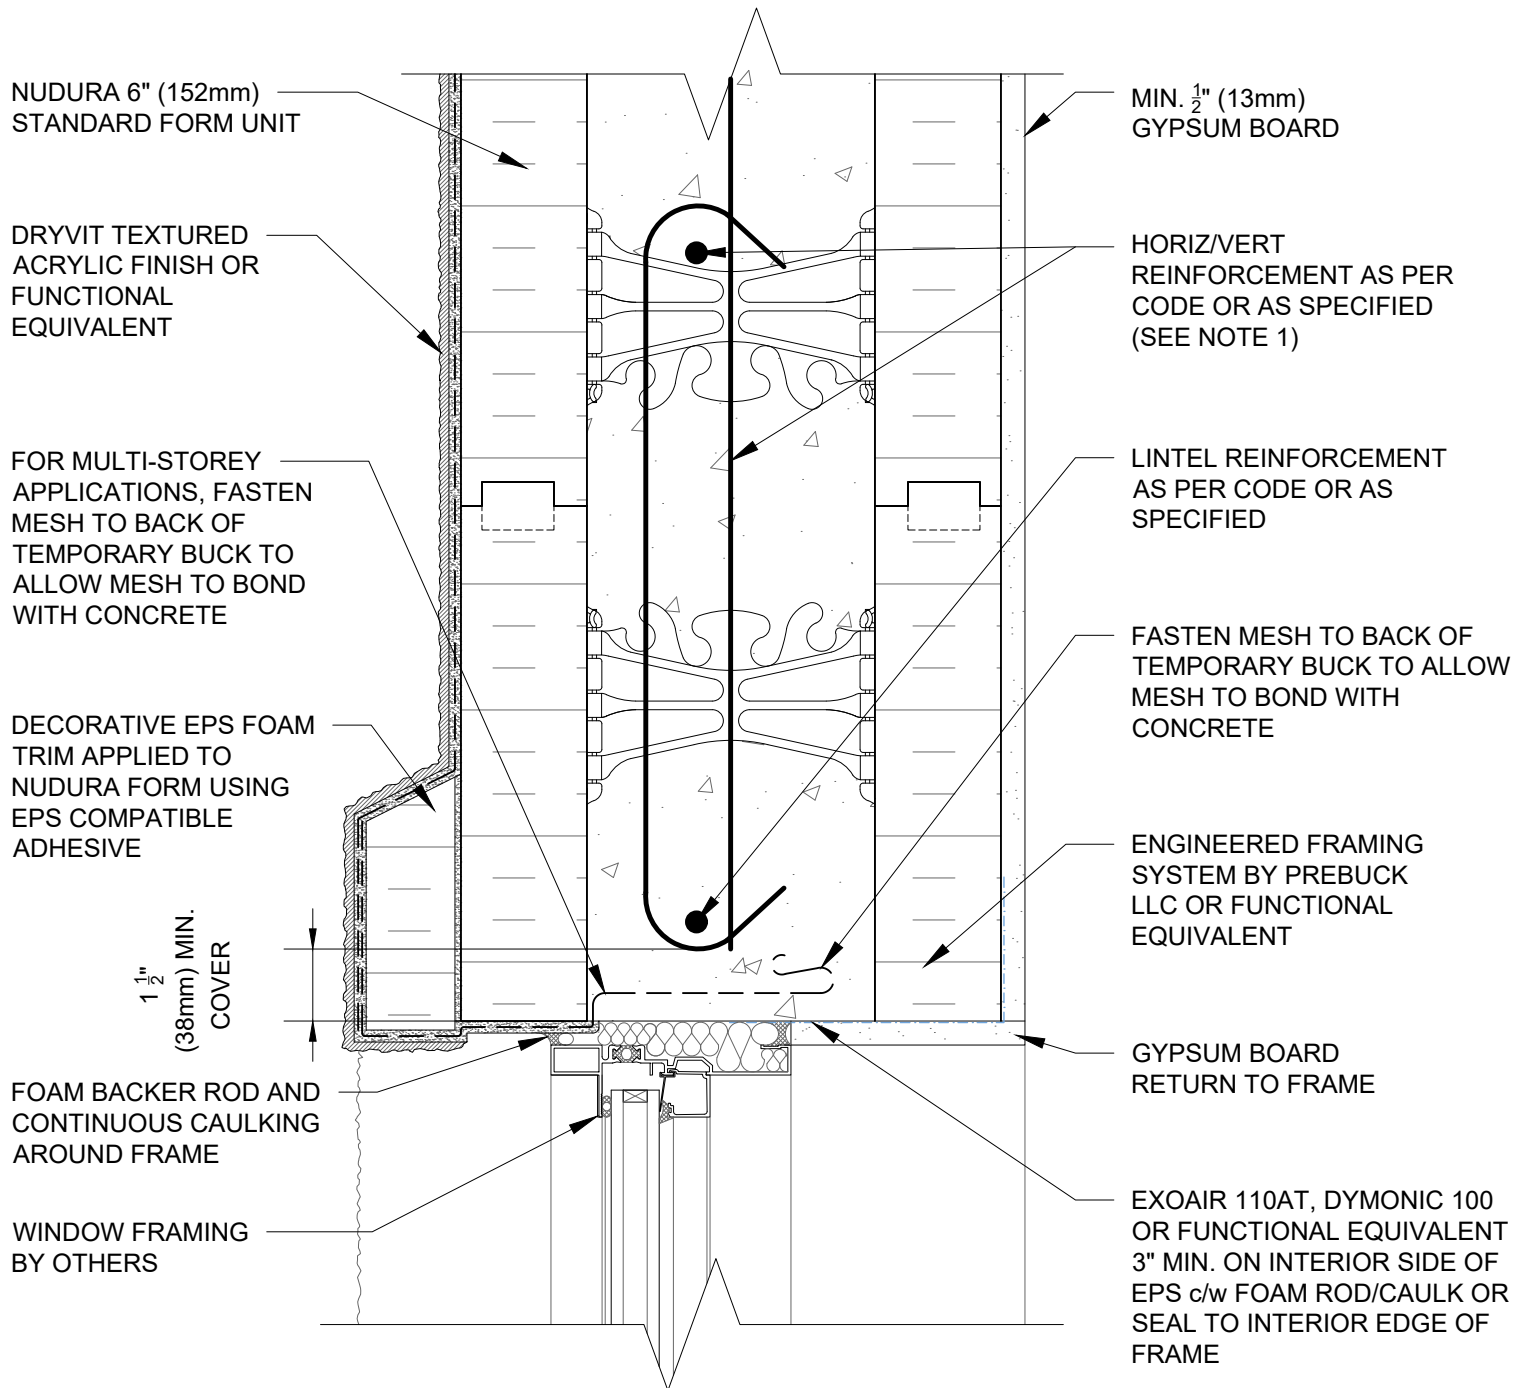 NUDURA 6" (152mm)
STANDARD FORM UNIT
DRYVIT TEXTURED
ACRYLIC FINISH OR
FUNCTIONAL
EQUIVALENT
FOR MULTI-STOREY
APPLICATIONS, FASTEN
MESH TO BACK OF
TEMPORARY BUCK TO
ALLOW MESH TO BOND
WITH CONCRETE
DECORATIVE EPS FOAM
TRIM APPLIED TO
NUDURA FORM USING
EPS COMPATIBLE
ADHESIVE
1 1/2"
(38mm) MIN.
COVER
FOAM BACKER ROD AND
CONTINUOUS CAULKING
AROUND FRAME
WINDOW FRAMING
BY OTHERS
MIN. 1/2" (13mm)
GYPSUM BOARD
HORIZ/VERT
REINFORCEMENT AS PER
CODE OR AS SPECIFIED
(SEE NOTE 1)
LINTEL REINFORCEMENT
AS PER CODE OR AS
SPECIFIED
FASTEN MESH TO BACK OF
TEMPORARY BUCK TO ALLOW
MESH TO BOND WITH
CONCRETE
ENGINEERED FRAMING
SYSTEM BY PREBUCK
LLC OR FUNCTIONAL
EQUIVALENT
GYPSUM BOARD
RETURN TO FRAME
EXOAIR 110AT, DYMONIC 100
OR FUNCTIONAL EQUIVALENT
3" MIN. ON INTERIOR SIDE OF
EPS c/w FOAM ROD/CAULK OR
SEAL TO INTERIOR EDGE OF
FRAME